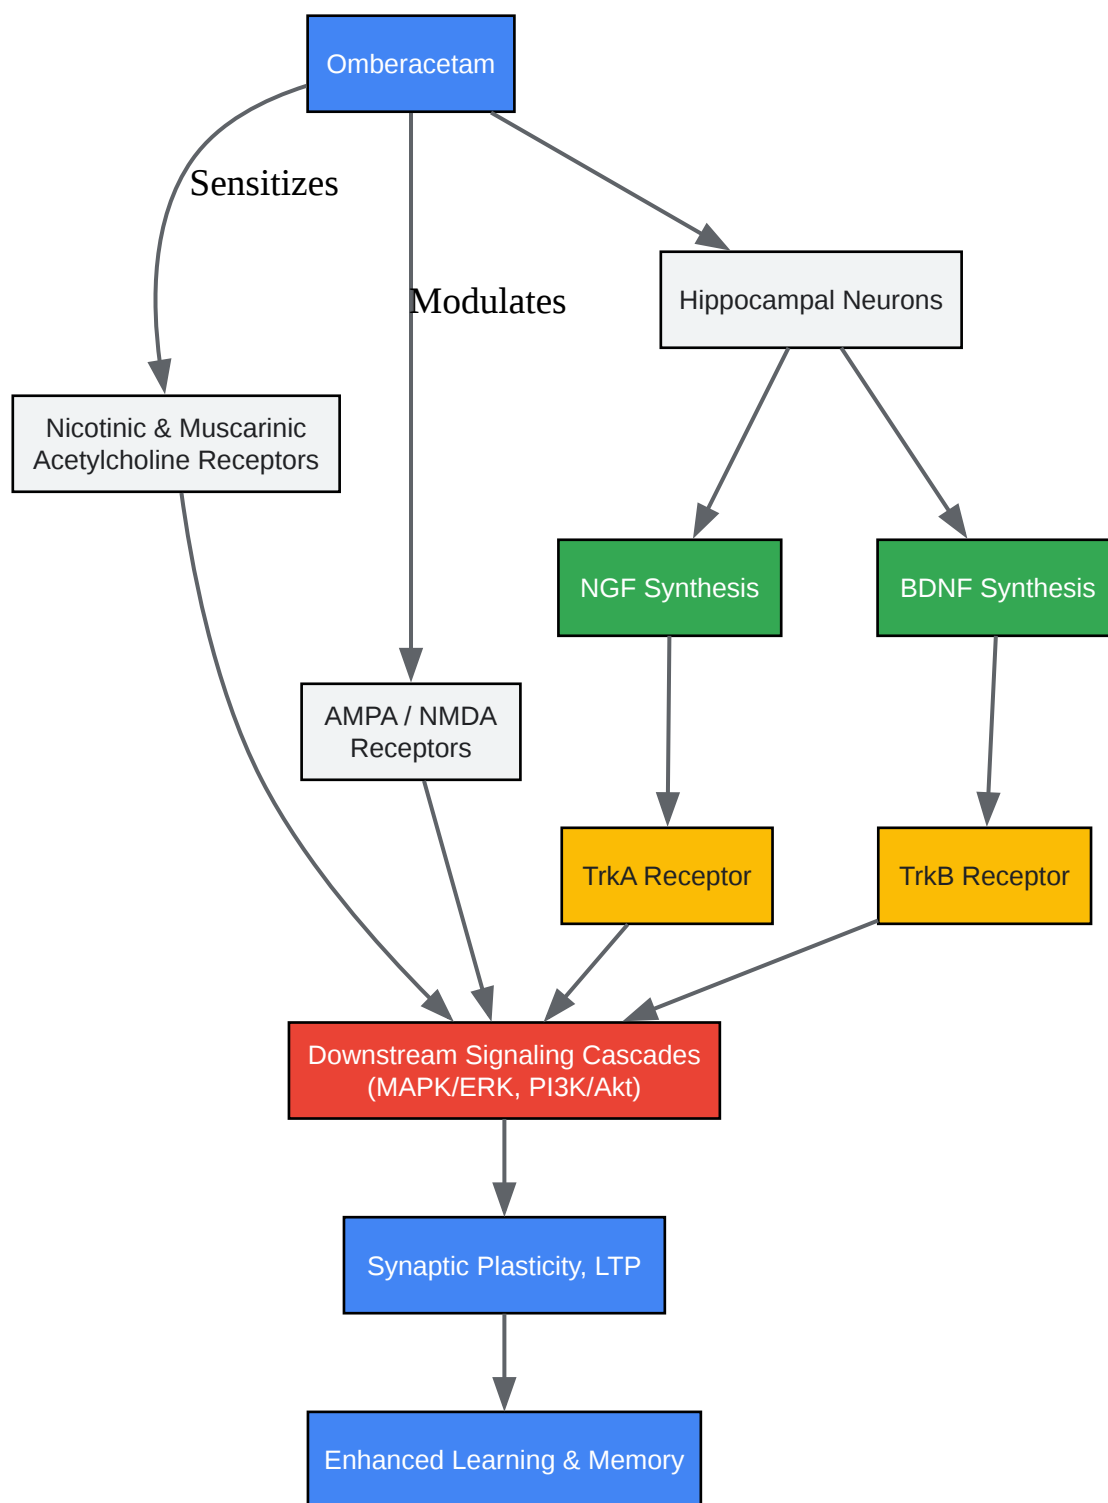 Omberacetam
Sensitizes
Modulates
Hippocampal Neurons
Nicotinic & Muscarinic
Acetylcholine Receptors
NGF Synthesis
BDNF Synthesis
AMPA / NMDA
Receptors
TrkA Receptor
TrkB Receptor
Downstream Signaling Cascades
(MAPK/ERK, PI3K/Akt)
Synaptic Plasticity, LTP
Enhanced Learning & Memory